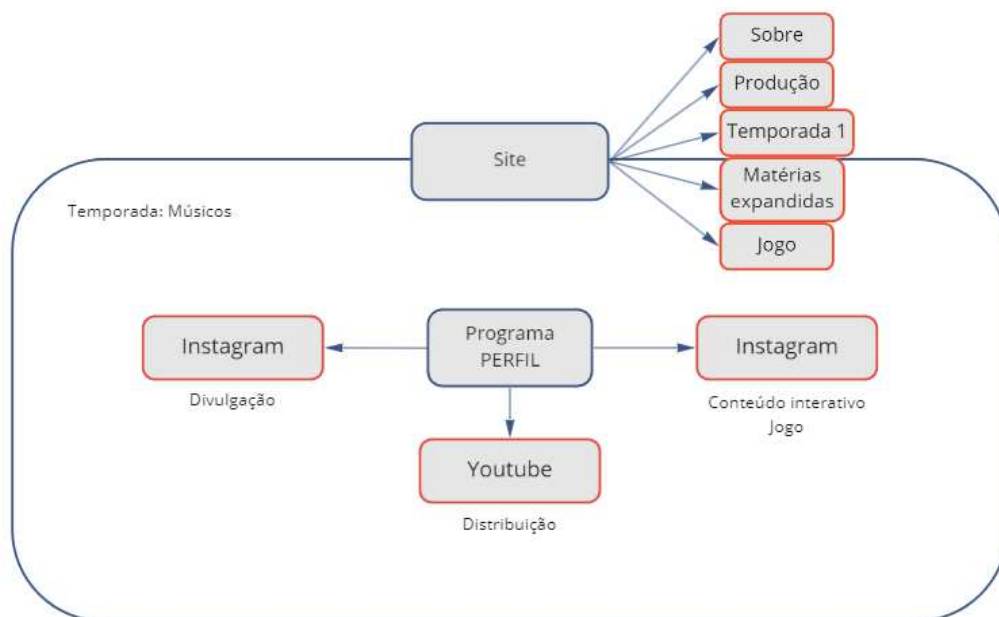 Sobre
Produção
Temporada 1
Site
Matérias
expandidas
Temporada: Músicos
Jogo
Instagram
Programa
PERFIL
Instagram
Divulgação
Conteúdo interativo
Jogo
Youtube
Distribuição